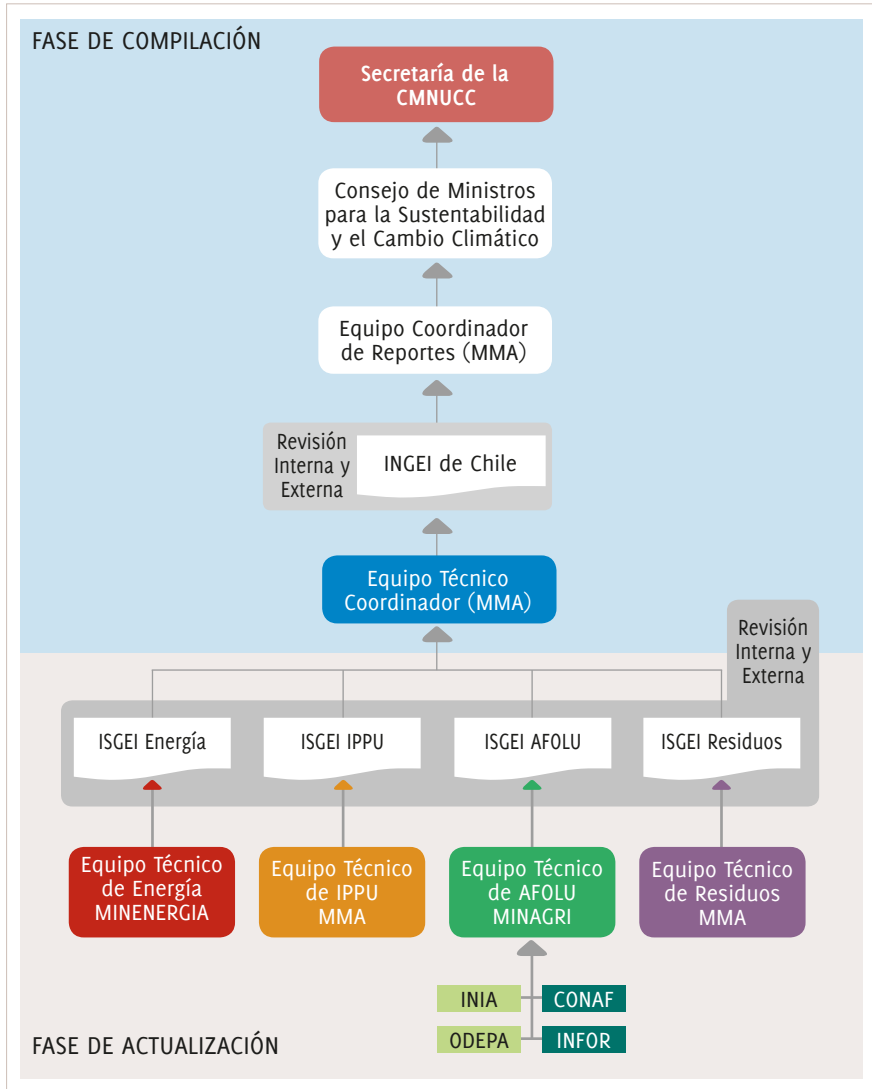 FASE DE COMPILACIÓN
Secretaría de la
CMNUCC
Consejo de Ministros
para la Sustentabilidad
y el Cambio Climático
Equipo Coordinador
de Reportes (MMA)
Revisión
Interna y
Externa
INGEI de Chile
Equipo Técnico
Coordinador (MMA)
Revisión
Interna y
Externa
ISGEI Energía
ISGEI IPPU
ISGEI AFOLU
ISGEI Residuos
Equipo Técnico
de Energía
MINENERGIA
Equipo Técnico
de IPPU
MMA
Equipo Técnico
de AFOLU
MINAGRI
Equipo Técnico
de Residuos
MMA
INIA
CONAF
ODEPA
INFOR
FASE DE ACTUALIZACIÓN